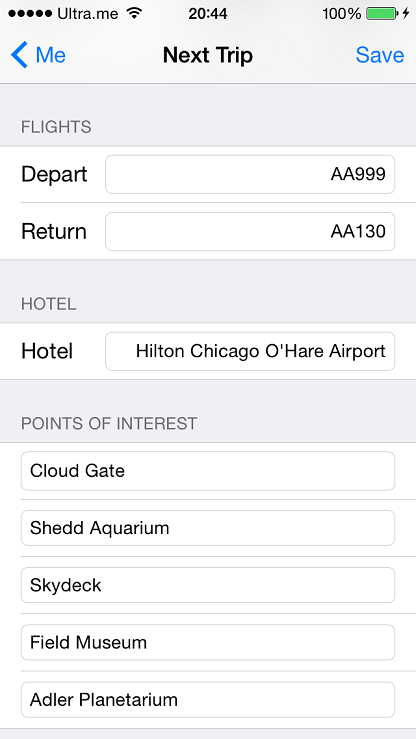 Ultra.me 20:44 100%
Me Next Trip Save
FLIGHTS
Depart AA999
Return AA130
HOTEL
Hotel Hilton Chicago O'Hare Airport
POINTS OF INTEREST
Cloud Gate
Shedd Aquarium
Skydeck
Field Museum
Adler Planetarium